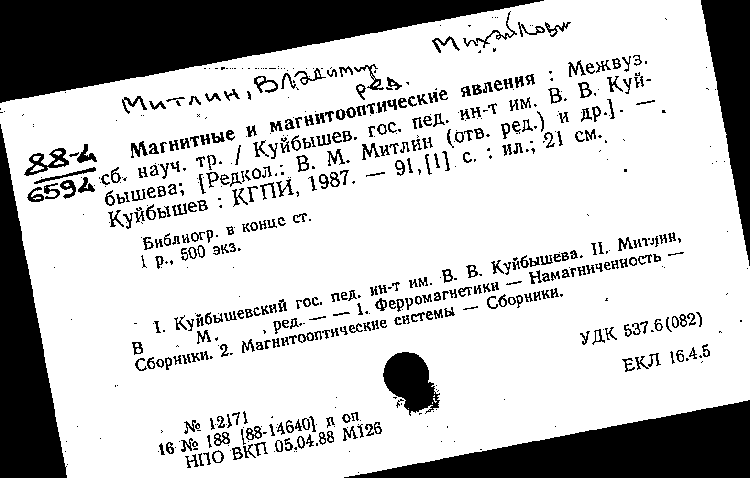 Митлин, Владимир Михайлович
ред.
88-4
6594
Магнитные и магнитооптические явления : Межвуз.
сб. науч. тр. / Куйбышев. гос. пед. ин-т им. В. В. Куй-
бышева; [Редкол.: В. М. Митлин (отв. ред.) и др.]. —
Куйбышев : КГПИ, 1987. — 91, [1] с. : ил.; 21 см.
Библиогр. в конце ст.
1 р., 500 экз.
I. Куйбышевский гос. пед. ин-т им. В. В. Куйбышева. II. Митлин,
В М. , ред. — — 1. Ферромагнетики — Намагниченность —
Сборники. 2. Магнитооптические системы — Сборники.
УДК 537.6(082)
ЕКЛ 16.4.5
№ 12171
16 № 188 [88-14640] п оп
НПО ВКП 05.04.88 М126